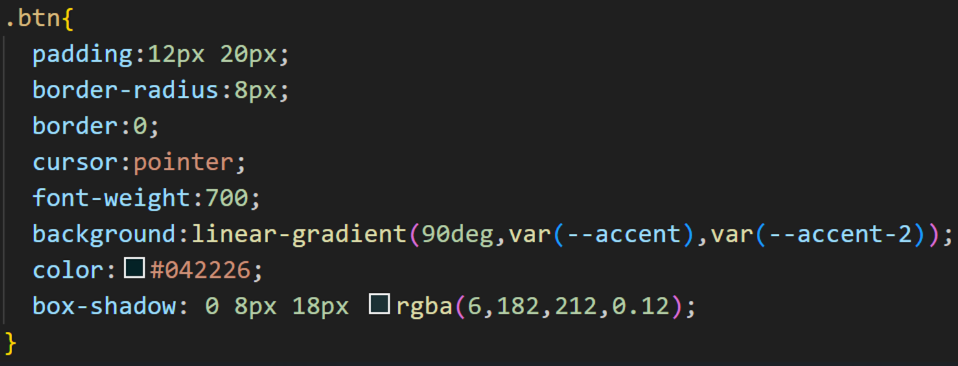 .btn{
padding:12px 20px;
border-radius:8px;
border:0;
cursor:pointer;
font-weight:700;
background:linear-gradient(90deg,var(--accent),var(--accent-2));
color:#042226;
box-shadow: 0 8px 18px rgba(6,182,212,0.12);
}